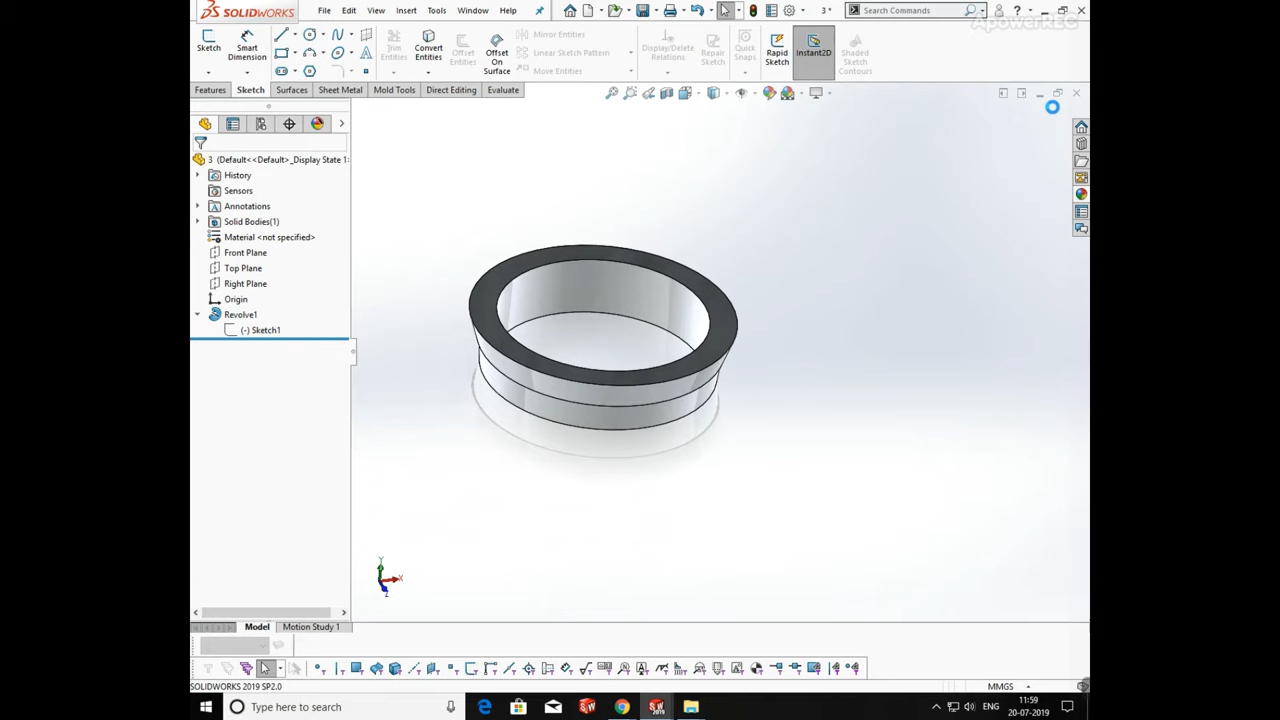 SOLIDWORKS File Edit View Insert Tools Window Help 3 * Search Commands ?
ApowerREC
Sketch Smart Dimension Trim Entities Convert Entities Offset Entities Offset On Surface Mirror Entities Linear Sketch Pattern Move Entities Display/Delete Relations Repair Sketch Quick Snaps Rapid Sketch Instant2D Shaded Sketch Contours
Features Sketch Surfaces Sheet Metal Mold Tools Direct Editing Evaluate
3 (Default<<Default>_Display State 1:
History
Sensors
Annotations
Solid Bodies(1)
Material <not specified>
Front Plane
Top Plane
Right Plane
Origin
Revolve1
(-) Sketch1
Y
X
Z
Model Motion Study 1
SOLIDWORKS 2019 SP2.0 MMGS
Type here to search ENG 11:59
20-07-2019